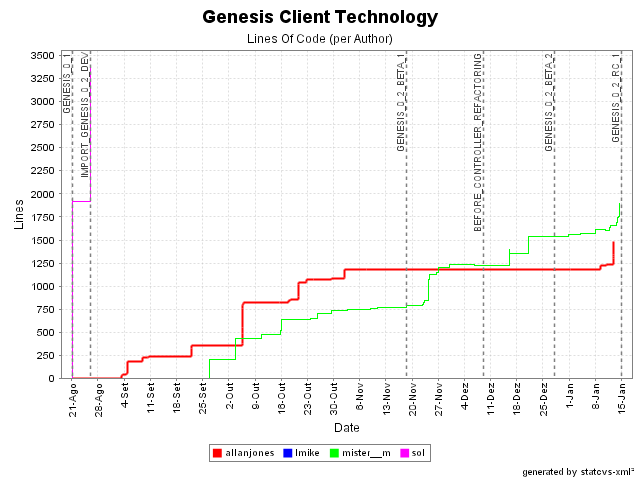 Genesis Client Technology
Lines Of Code (per Author)
Lines
3500
3250
3000
2750
2500
2250
2000
1750
1500
1250
1000
750
500
250
0
GENESIS_0_1
IMPORT_GENESIS_0_2_DEV
GENESIS_0_2_BETA_1
BEFORE_CONTROLLER_REFACTORING
GENESIS_0_2_BETA_2
GENESIS_0_2_RC_1
21-Ago
28-Ago
4-Set
11-Set
18-Set
25-Set
2-Out
9-Out
16-Out
23-Out
30-Out
6-Nov
13-Nov
20-Nov
27-Nov
4-Dez
11-Dez
18-Dez
25-Dez
1-Jan
8-Jan
15-Jan
Date
allanjones lmike mister__m sol
generated by statcvs-xml²